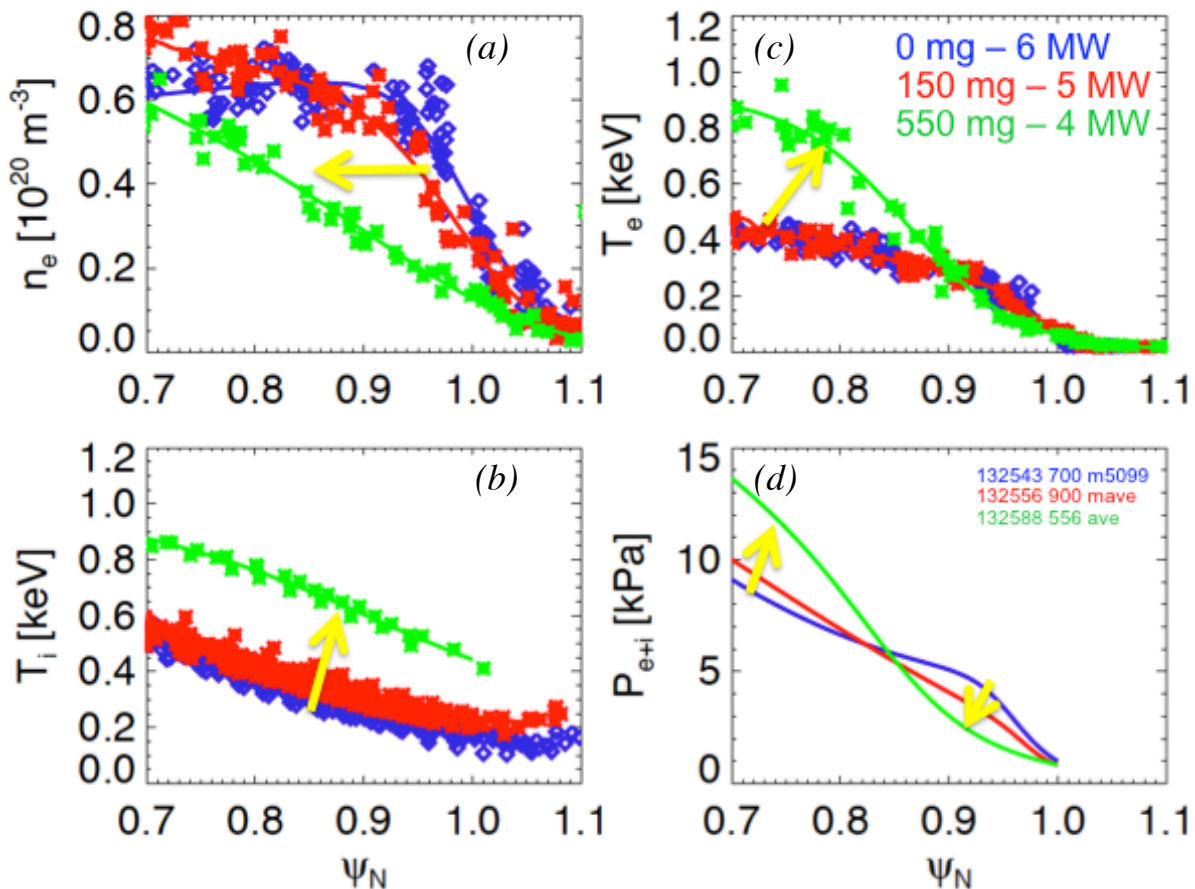 (a)
n_e [10^20 m^-3]
0.8
0.6
0.4
0.2
0.0
0.7 0.8 0.9 1.0 1.1
(c)
0 mg – 6 MW
150 mg – 5 MW
550 mg – 4 MW
T_e [keV]
1.2
1.0
0.8
0.6
0.4
0.2
0.0
0.7 0.8 0.9 1.0 1.1
(b)
T_i [keV]
1.2
1.0
0.8
0.6
0.4
0.2
0.0
0.7 0.8 0.9 1.0 1.1
ψ_N
(d)
132543 700 m5099
132556 900 mave
132588 556 ave
P_e+i [kPa]
15
10
5
0
0.7 0.8 0.9 1.0 1.1
ψ_N